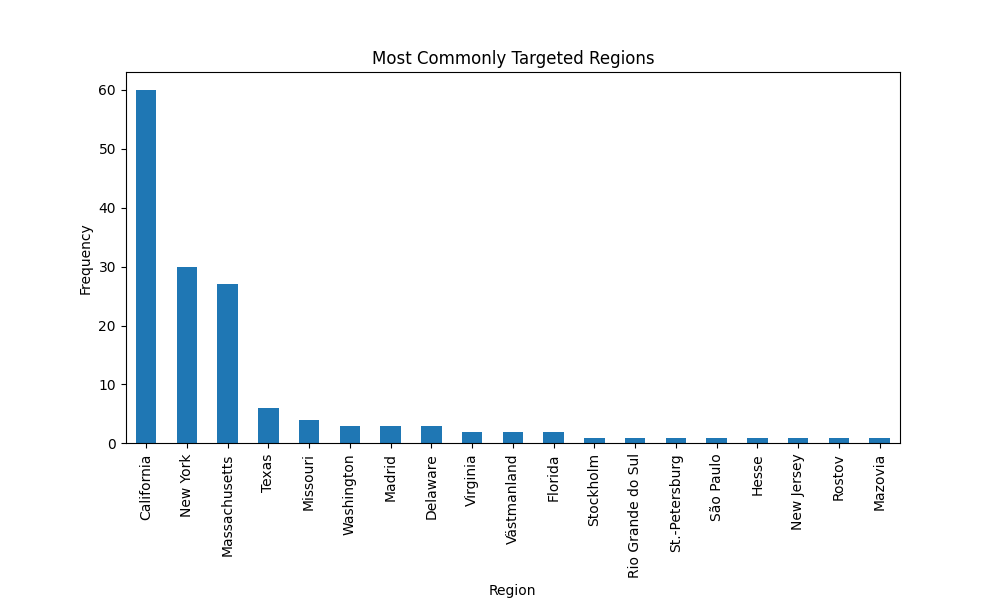 Most Commonly Targeted Regions
Frequency
60
50
40
30
20
10
0
California
New York
Massachusetts
Texas
Missouri
Washington
Madrid
Delaware
Virginia
Västmanland
Florida
Stockholm
Rio Grande do Sul
St.-Petersburg
São Paulo
Hesse
New Jersey
Rostov
Mazovia
Region